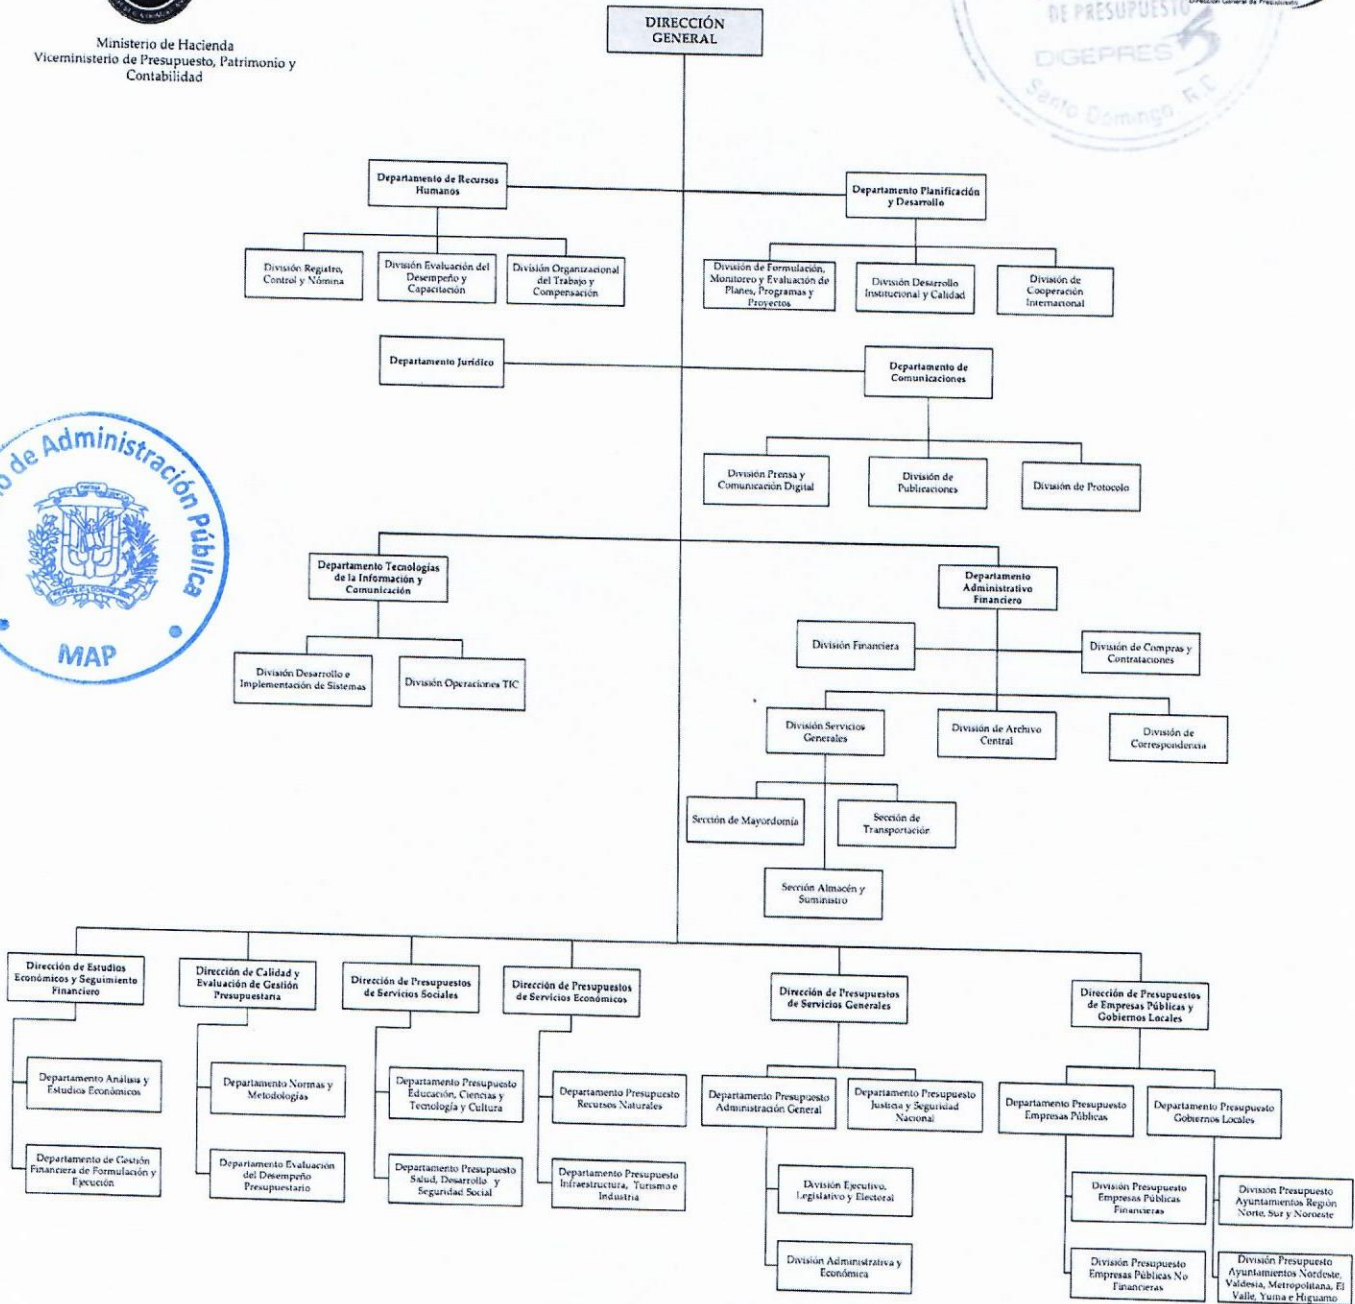 Ministerio de Hacienda
Viceministerio de Presupuesto, Patrimonio y
Contabilidad
DIRECCIÓN
GENERAL
DE PRESUPUESTO
Dirección General de Presupuesto
DIGEPRES
Santo Domingo R.D.
Departamento de Recursos
Humanos
Departamento Planificación
y Desarrollo
División Registro,
Control y Nómina
División Evaluación del
Desempeño y
Capacitación
División Organizacional
del Trabajo y
Compensación
División de Formulación,
Monitoreo y Evaluación de
Planes, Programas y
Proyectos
División Desarrollo
Institucional y Calidad
División de
Cooperación
Internacional
Departamento Jurídico
Departamento de
Comunicaciones
División Prensa y
Comunicación Digital
División de
Publicaciones
División de Protocolo
de Administración Pública
MAP
Departamento Tecnologías
de la Información y
Comunicación
Departamento
Administrativo
Financiero
División Desarrollo e
Implementación de Sistemas
División Operaciones TIC
División Financiera
División de Compras y
Contrataciones
División Servicios
Generales
División de Archivo
Central
División de
Correspondencia
Sección de Mayordomía
Sección de
Transportación
Sección Almacén y
Suministro
Dirección de Estudios
Económicos y Seguimiento
Financiero
Dirección de Calidad y
Evaluación de Gestión
Presupuestaria
Dirección de Presupuestos
de Servicios Sociales
Dirección de Presupuestos
de Servicios Económicos
Dirección de Presupuestos
de Servicios Generales
Dirección de Presupuestos
de Empresas Públicas y
Gobiernos Locales
Departamento Análisis y
Estudios Económicos
Departamento Normas y
Metodologías
Departamento Presupuesto
Educación, Ciencias y
Tecnología y Cultura
Departamento Presupuesto
Recursos Naturales
Departamento Presupuesto
Administración General
Departamento Presupuesto
Justicia y Seguridad
Nacional
Departamento Presupuesto
Empresas Públicas
Departamento Presupuesto
Gobiernos Locales
Departamento de Gestión
Financiera de Formulación y
Ejecución
Departamento Evaluación
del Desempeño
Presupuestario
Departamento Presupuesto
Salud, Desarrollo y
Seguridad Social
Departamento Presupuesto
Infraestructura, Turismo e
Industria
División Ejecutivo,
Legislativo y Electoral
División Presupuesto
Empresas Públicas
Financieras
División Presupuesto
Ayuntamientos Región
Norte, Sur y Noroeste
División Administrativa y
Económica
División Presupuesto
Empresas Públicas No
Financieras
División Presupuesto
Ayuntamientos Nordeste,
Valdesia, Metropolitana, El
Valle, Yuma e Higuamo